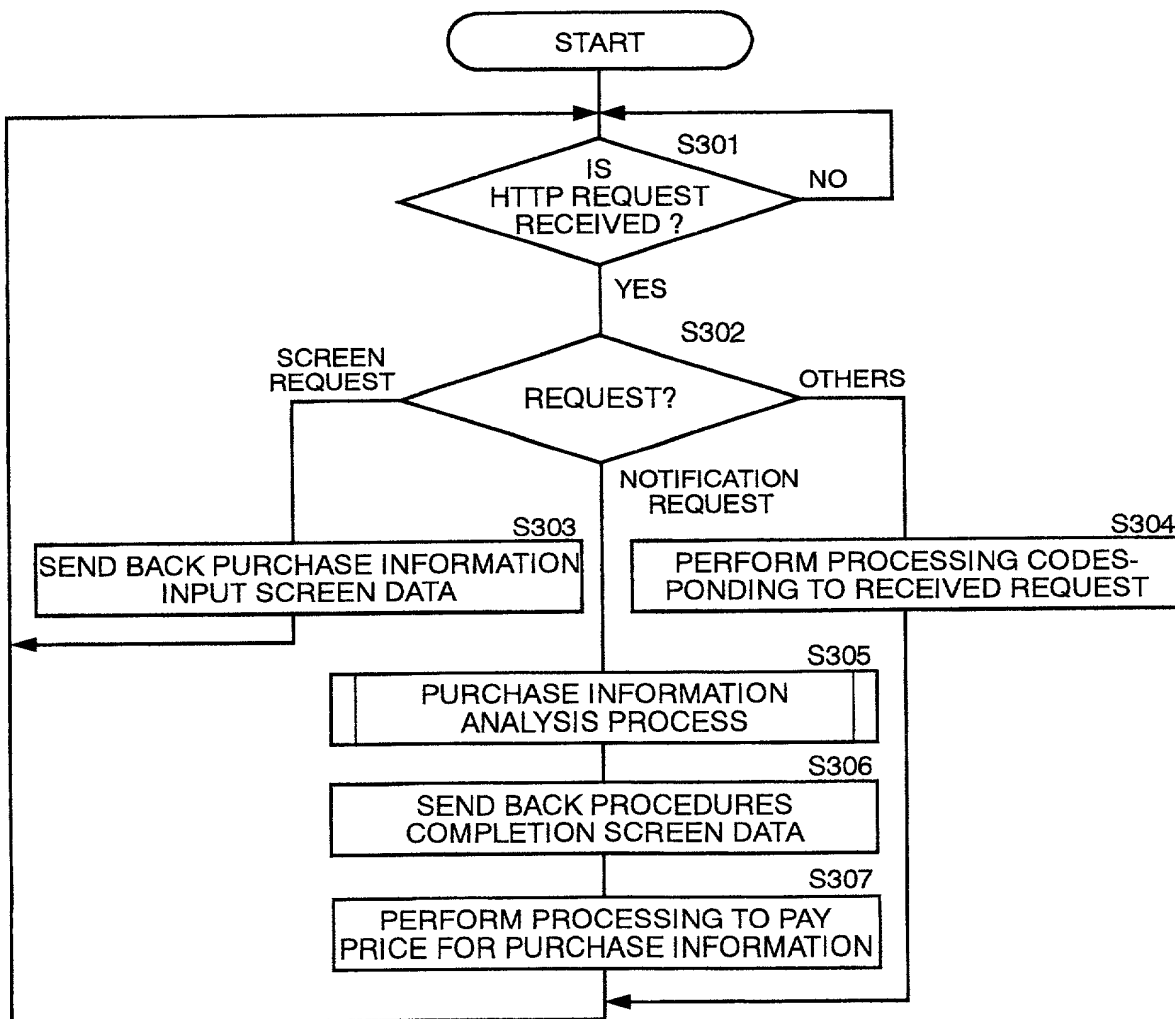 START
S301
IS
HTTP REQUEST
RECEIVED ?
NO
YES
S302
SCREEN
REQUEST
REQUEST?
OTHERS
NOTIFICATION
REQUEST
S303
SEND BACK PURCHASE INFORMATION
INPUT SCREEN DATA
S304
PERFORM PROCESSING CODES-
PONDING TO RECEIVED REQUEST
S305
PURCHASE INFORMATION
ANALYSIS PROCESS
S306
SEND BACK PROCEDURES
COMPLETION SCREEN DATA
S307
PERFORM PROCESSING TO PAY
PRICE FOR PURCHASE INFORMATION